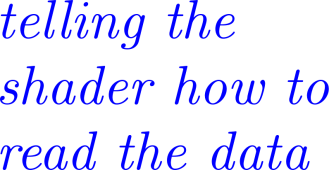 telling the
shader how to
read the data